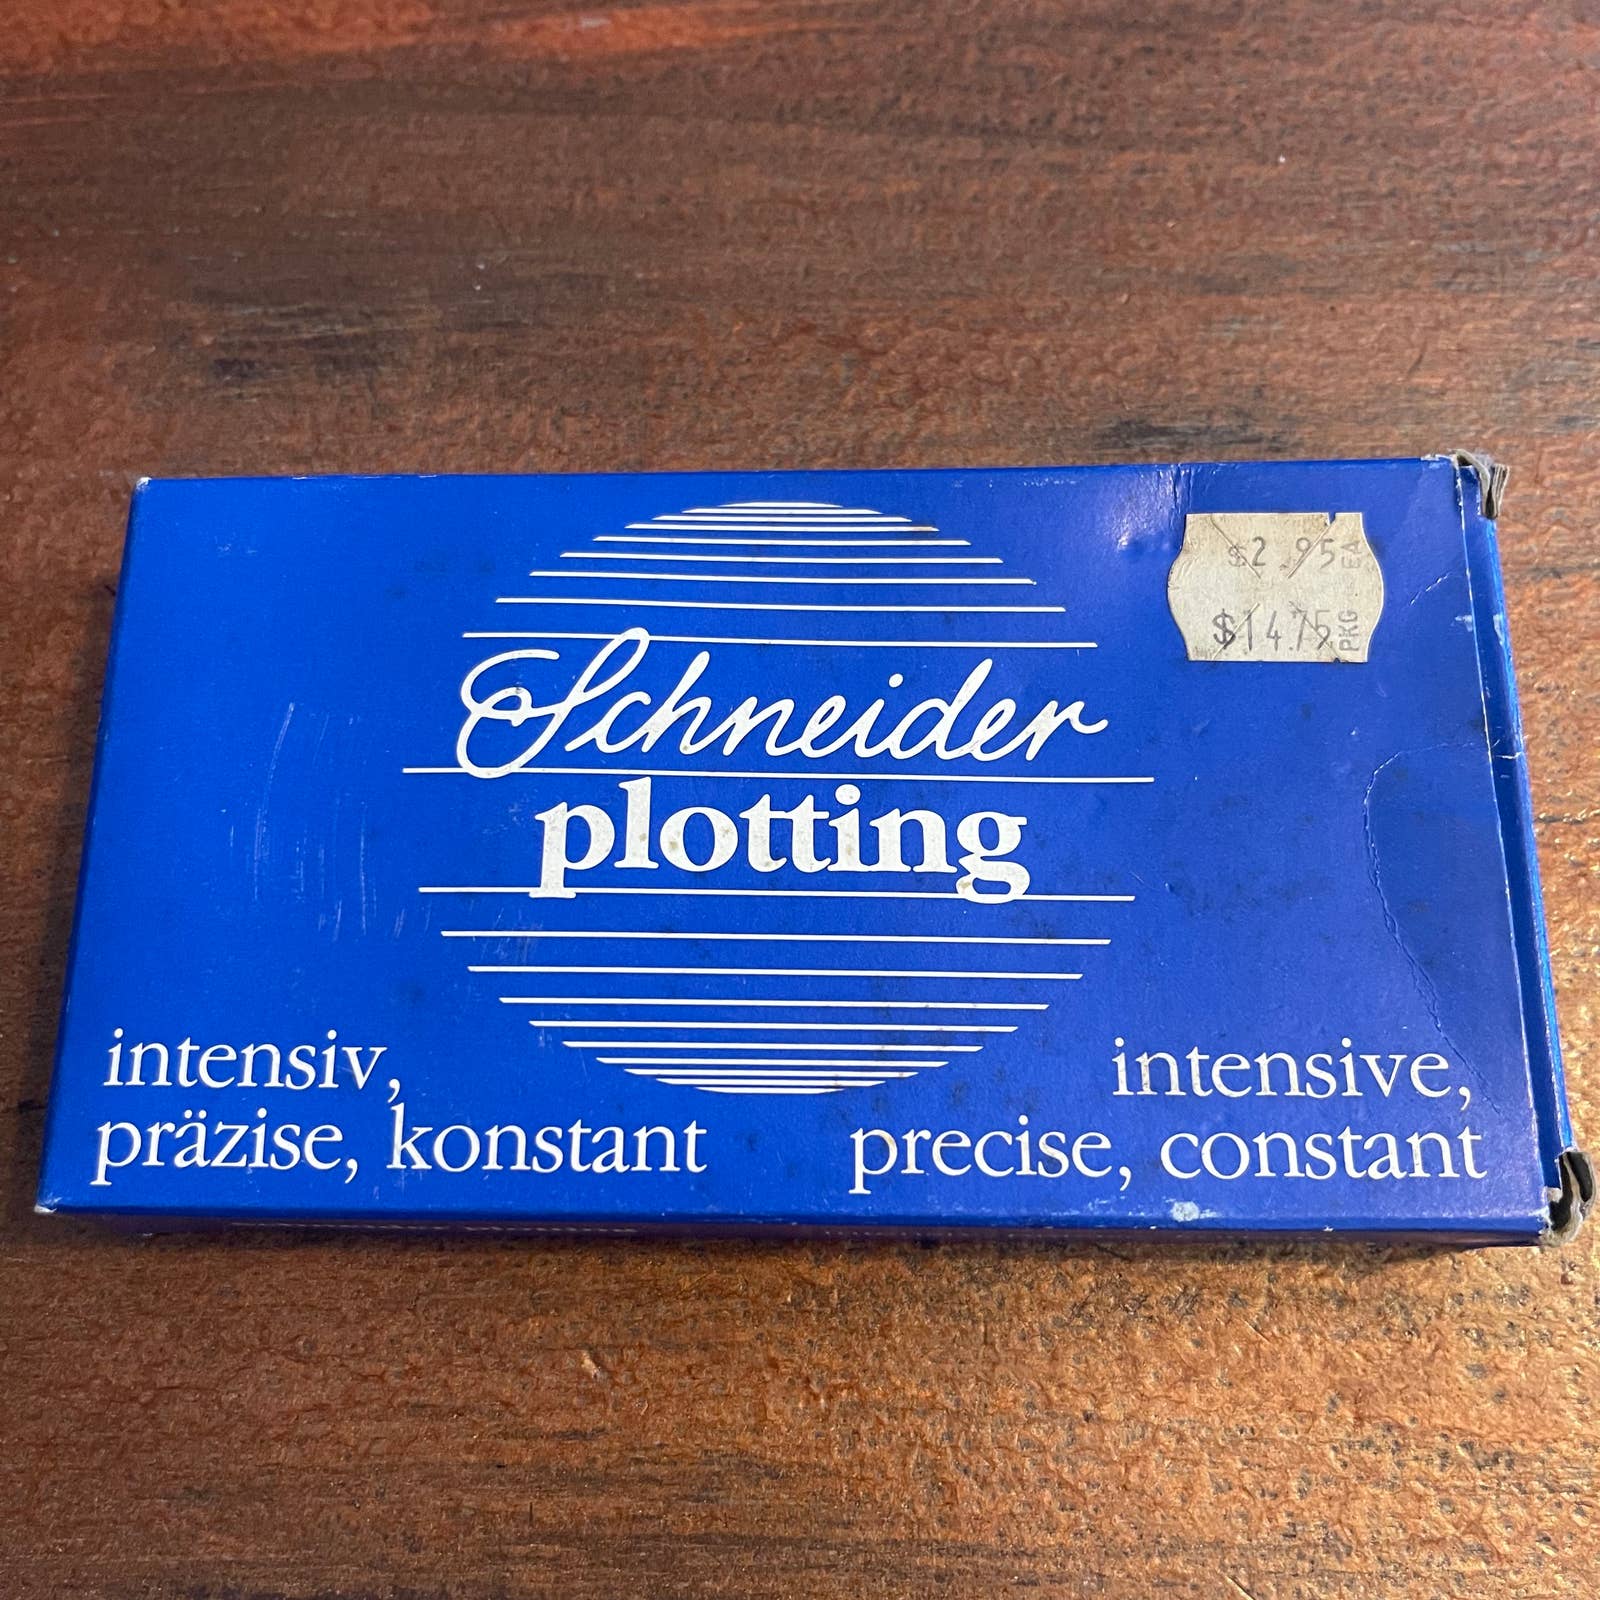 $2.95 EA
$14.75 PKG
Schneider
plotting
intensiv,
präzise, konstant
intensive,
precise, constant